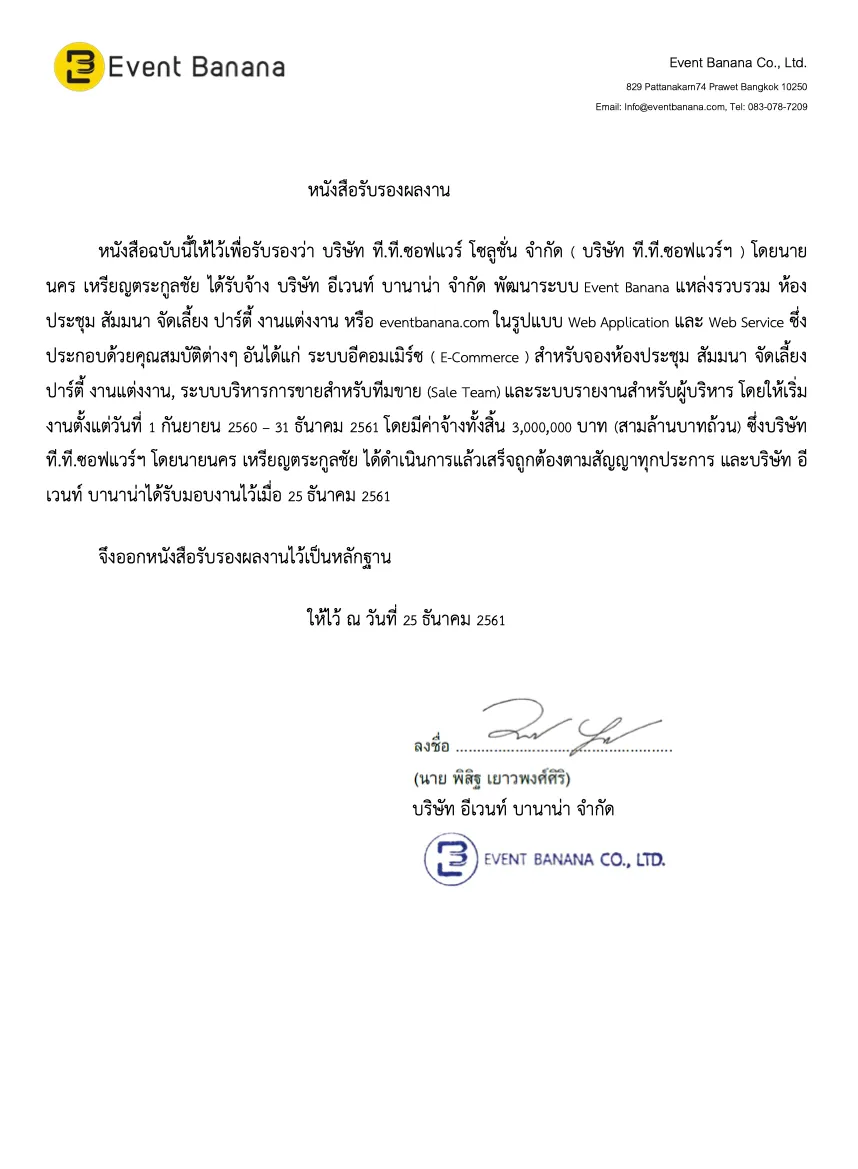 Event Banana
Event Banana Co., Ltd.
829 Pattanakarn74 Prawet Bangkok 10250
Email: Info@eventbanana.com, Tel: 083-078-7209
หนังสือรับรองผลงาน
หนังสือฉบับนี้ให้ไว้เพื่อรับรองว่า บริษัท ที.ที.ซอฟแวร์ โซลูชั่น จำกัด ( บริษัท ที.ที.ซอฟแวร์ฯ ) โดยนาย
นคร เหรียญตระกูลชัย ได้รับจ้าง บริษัท อีเวนท์ บานาน่า จำกัด พัฒนาระบบ Event Banana แหล่งรวบรวม ห้อง
ประชุม สัมมนา จัดเลี้ยง ปาร์ตี้ งานแต่งงาน หรือ eventbanana.com ในรูปแบบ Web Application และ Web Service ซึ่ง
ประกอบด้วยคุณสมบัติต่างๆ อันได้แก่ ระบบอีคอมเมิร์ซ ( E-Commerce ) สำหรับจองห้องประชุม สัมมนา จัดเลี้ยง
ปาร์ตี้ งานแต่งงาน, ระบบบริหารการขายสำหรับทีมขาย (Sale Team) และระบบรายงานสำหรับผู้บริหาร โดยให้เริ่ม
งานตั้งแต่วันที่ 1 กันยายน 2560 – 31 ธันาคม 2561 โดยมีค่าจ้างทั้งสิ้น 3,000,000 บาท (สามล้านบาทถ้วน) ซึ่งบริษัท
ที.ที.ซอฟแวร์ฯ โดยนายนคร เหรียญตระกูลชัย ได้ดำเนินการแล้วเสร็จถูกต้องตามสัญญาทุกประการ และบริษัท อี
เวนท์ บานาน่าได้รับมอบงานไว้เมื่อ 25 ธันาคม 2561
จึงออกหนังสือรับรองผลงานไว้เป็นหลักฐาน
ให้ไว้ ณ วันที่ 25 ธันาคม 2561
ลงชื่อ ......................................................
(นาย พิสิฐ เยาวพงศ์ศิริ)
บริษัท อีเวนท์ บานาน่า จำกัด
EVENT BANANA CO., LTD.